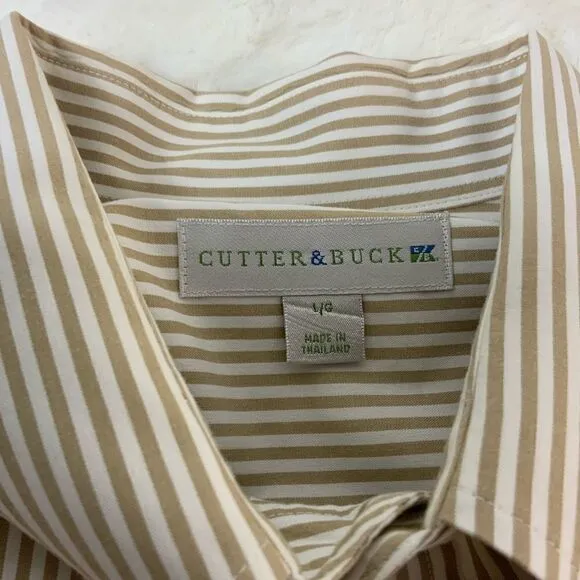 CUTTER&BUCK
L/G
MADE IN
THAILAND